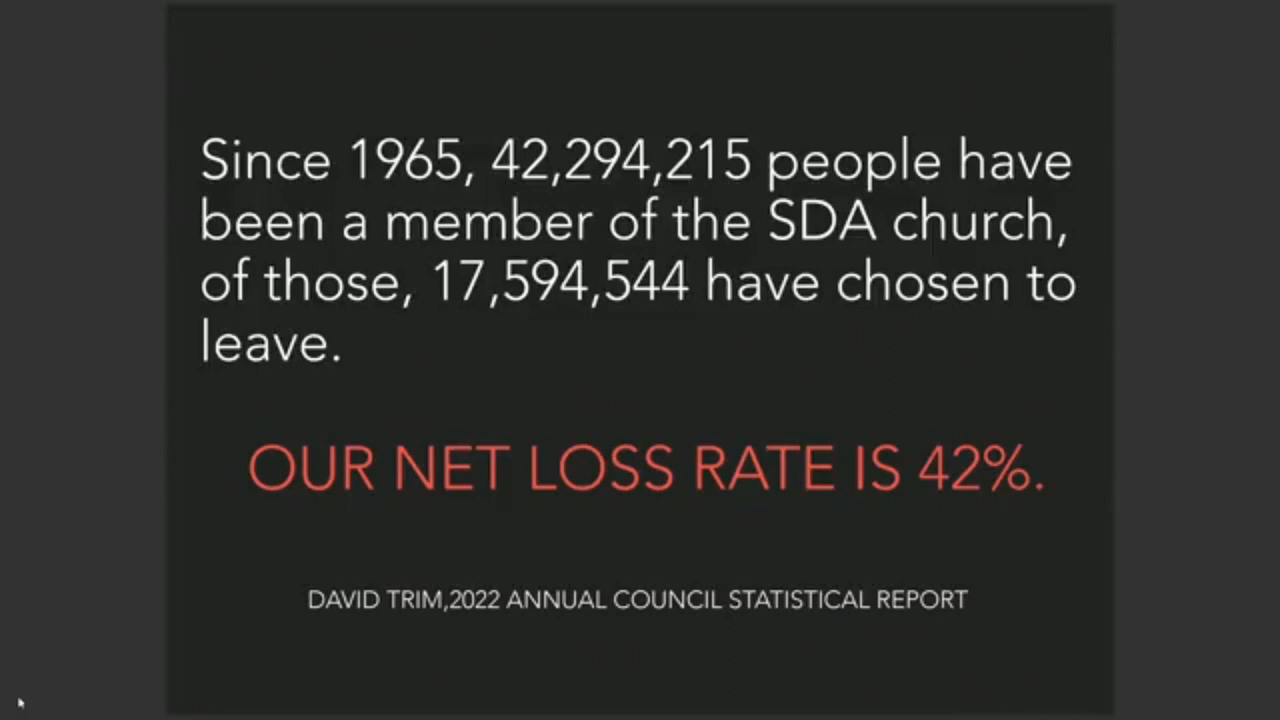 Since 1965, 42,294,215 people have
been a member of the SDA church,
of those, 17,594,544 have chosen to
leave.
OUR NET LOSS RATE IS 42%.
DAVID TRIM,2022 ANNUAL COUNCIL STATISTICAL REPORT